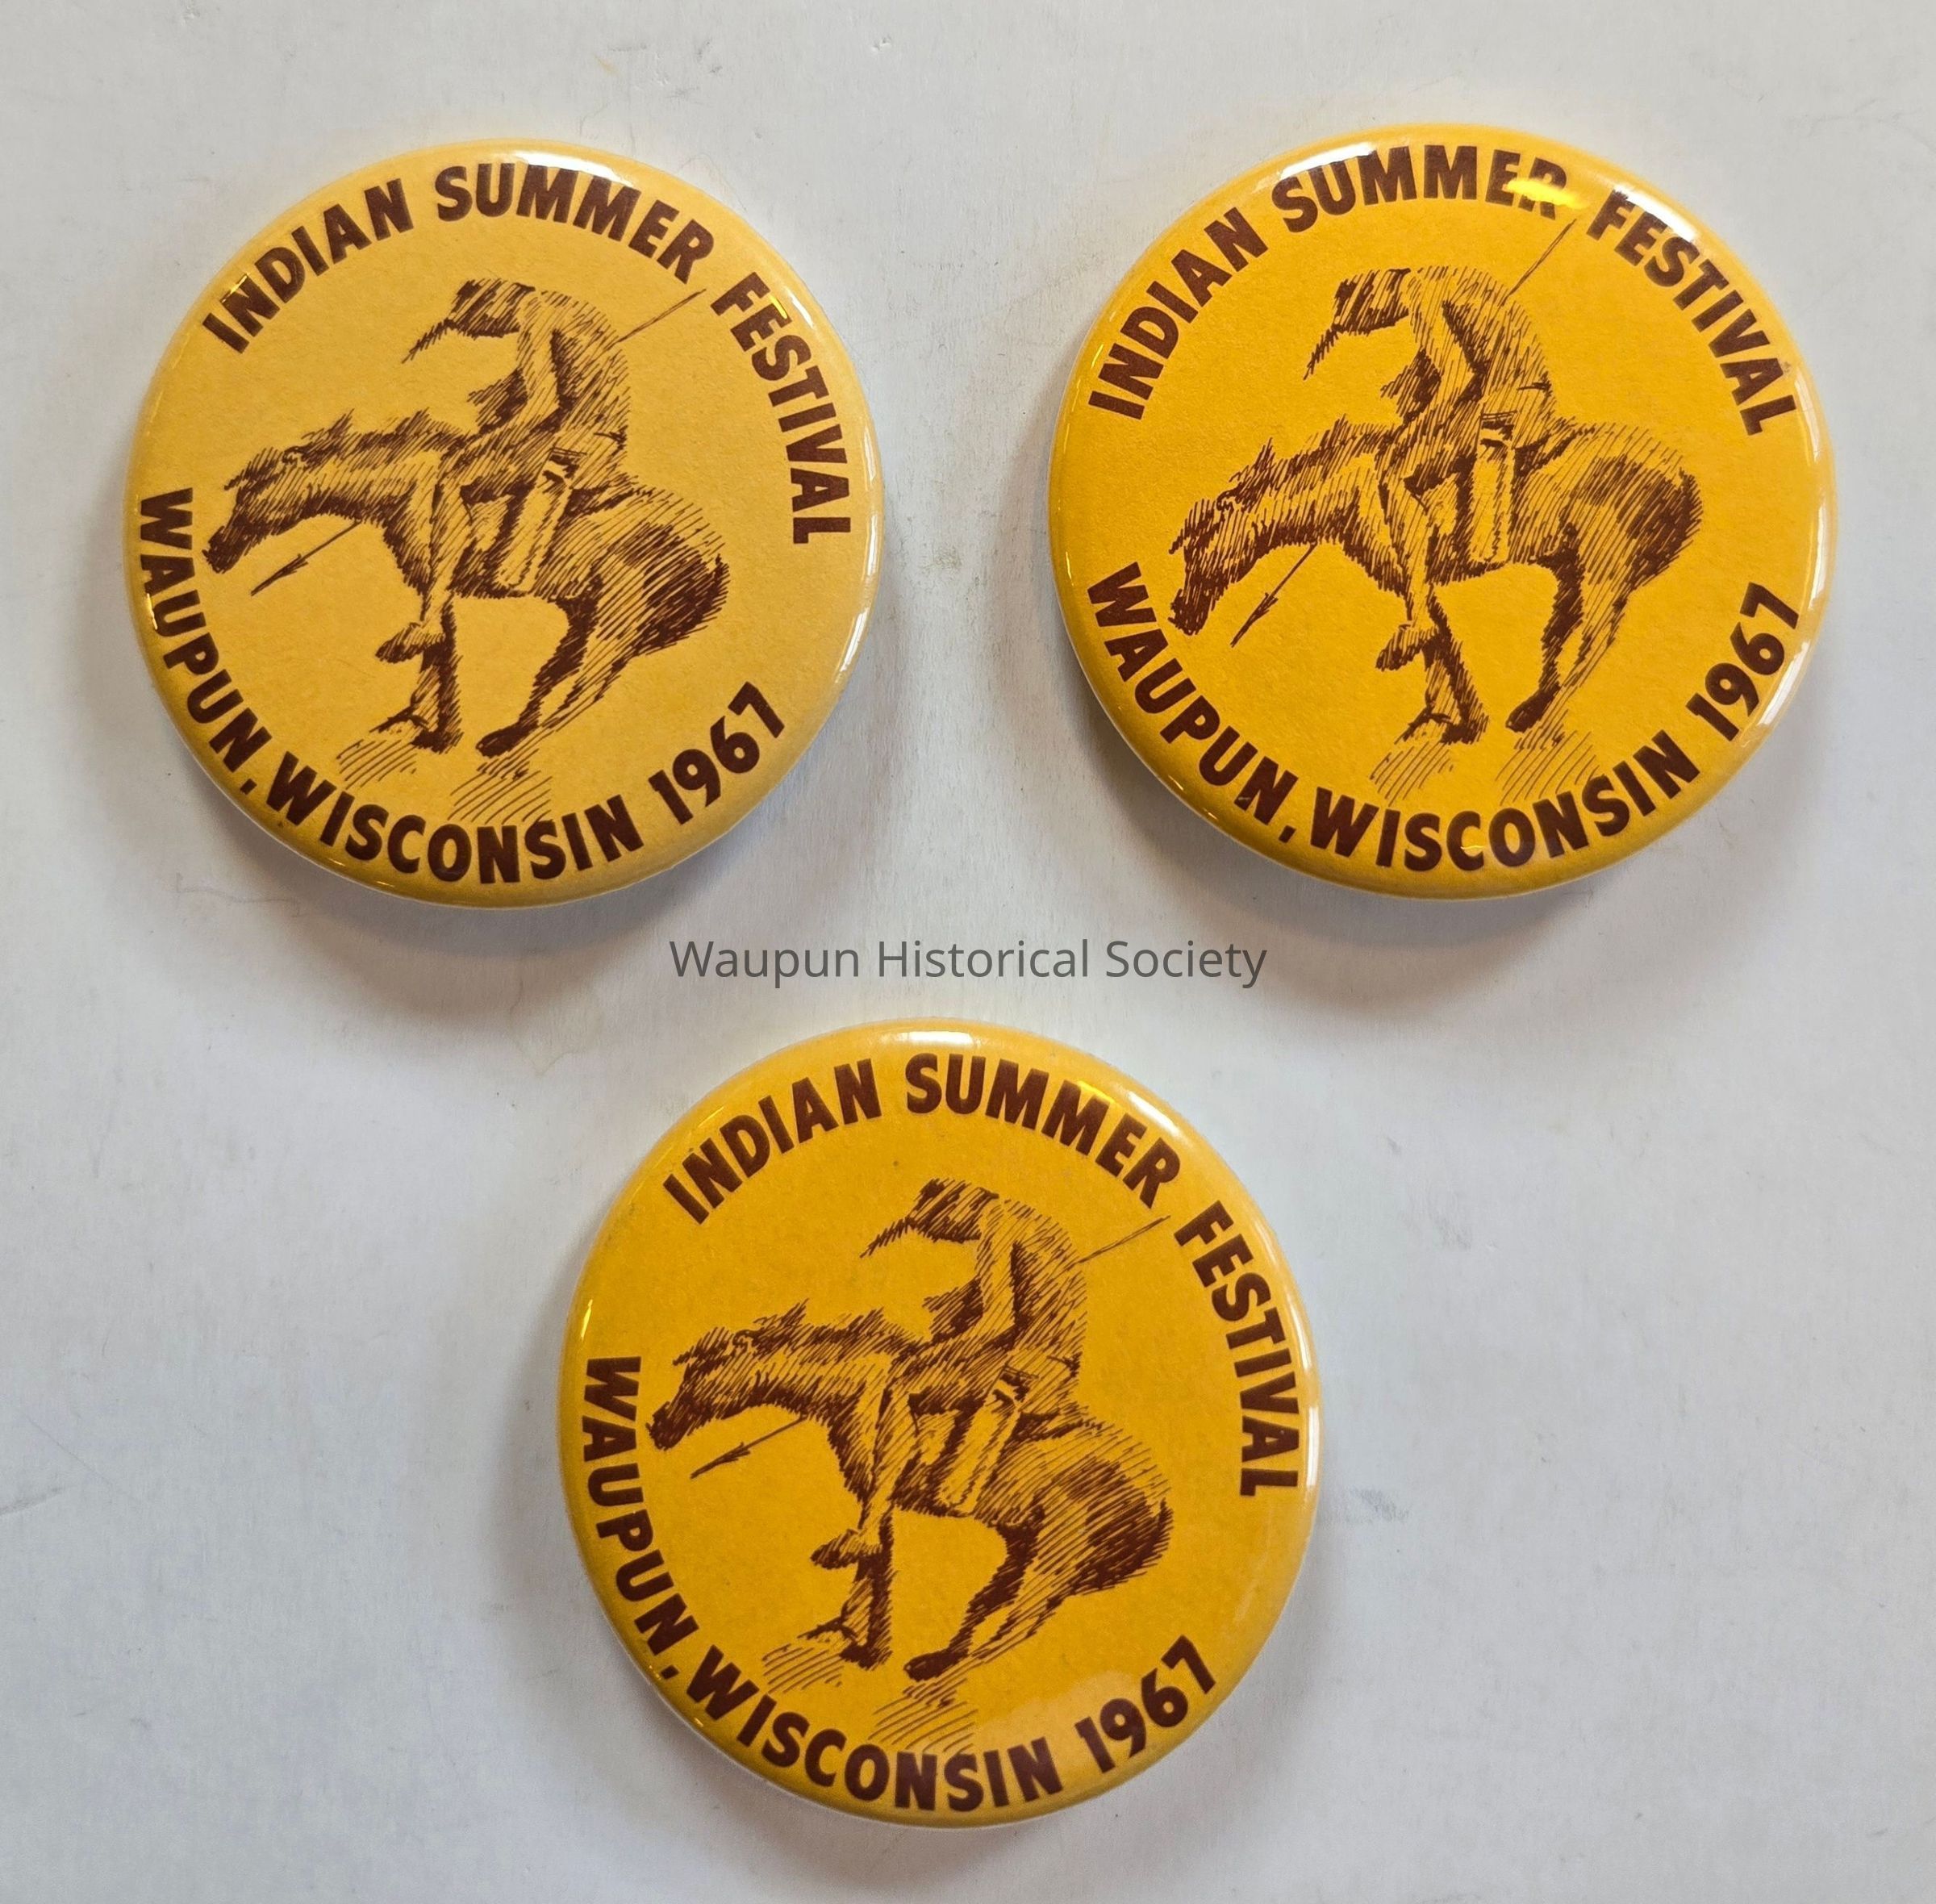 INDIAN SUMMER FESTIVAL
WAUPUN, WISCONSIN 1967
INDIAN SUMMER FESTIVAL
WAUPUN, WISCONSIN 1967
Waupun Historical Society
INDIAN SUMMER FESTIVAL
WAUPUN, WISCONSIN 1967